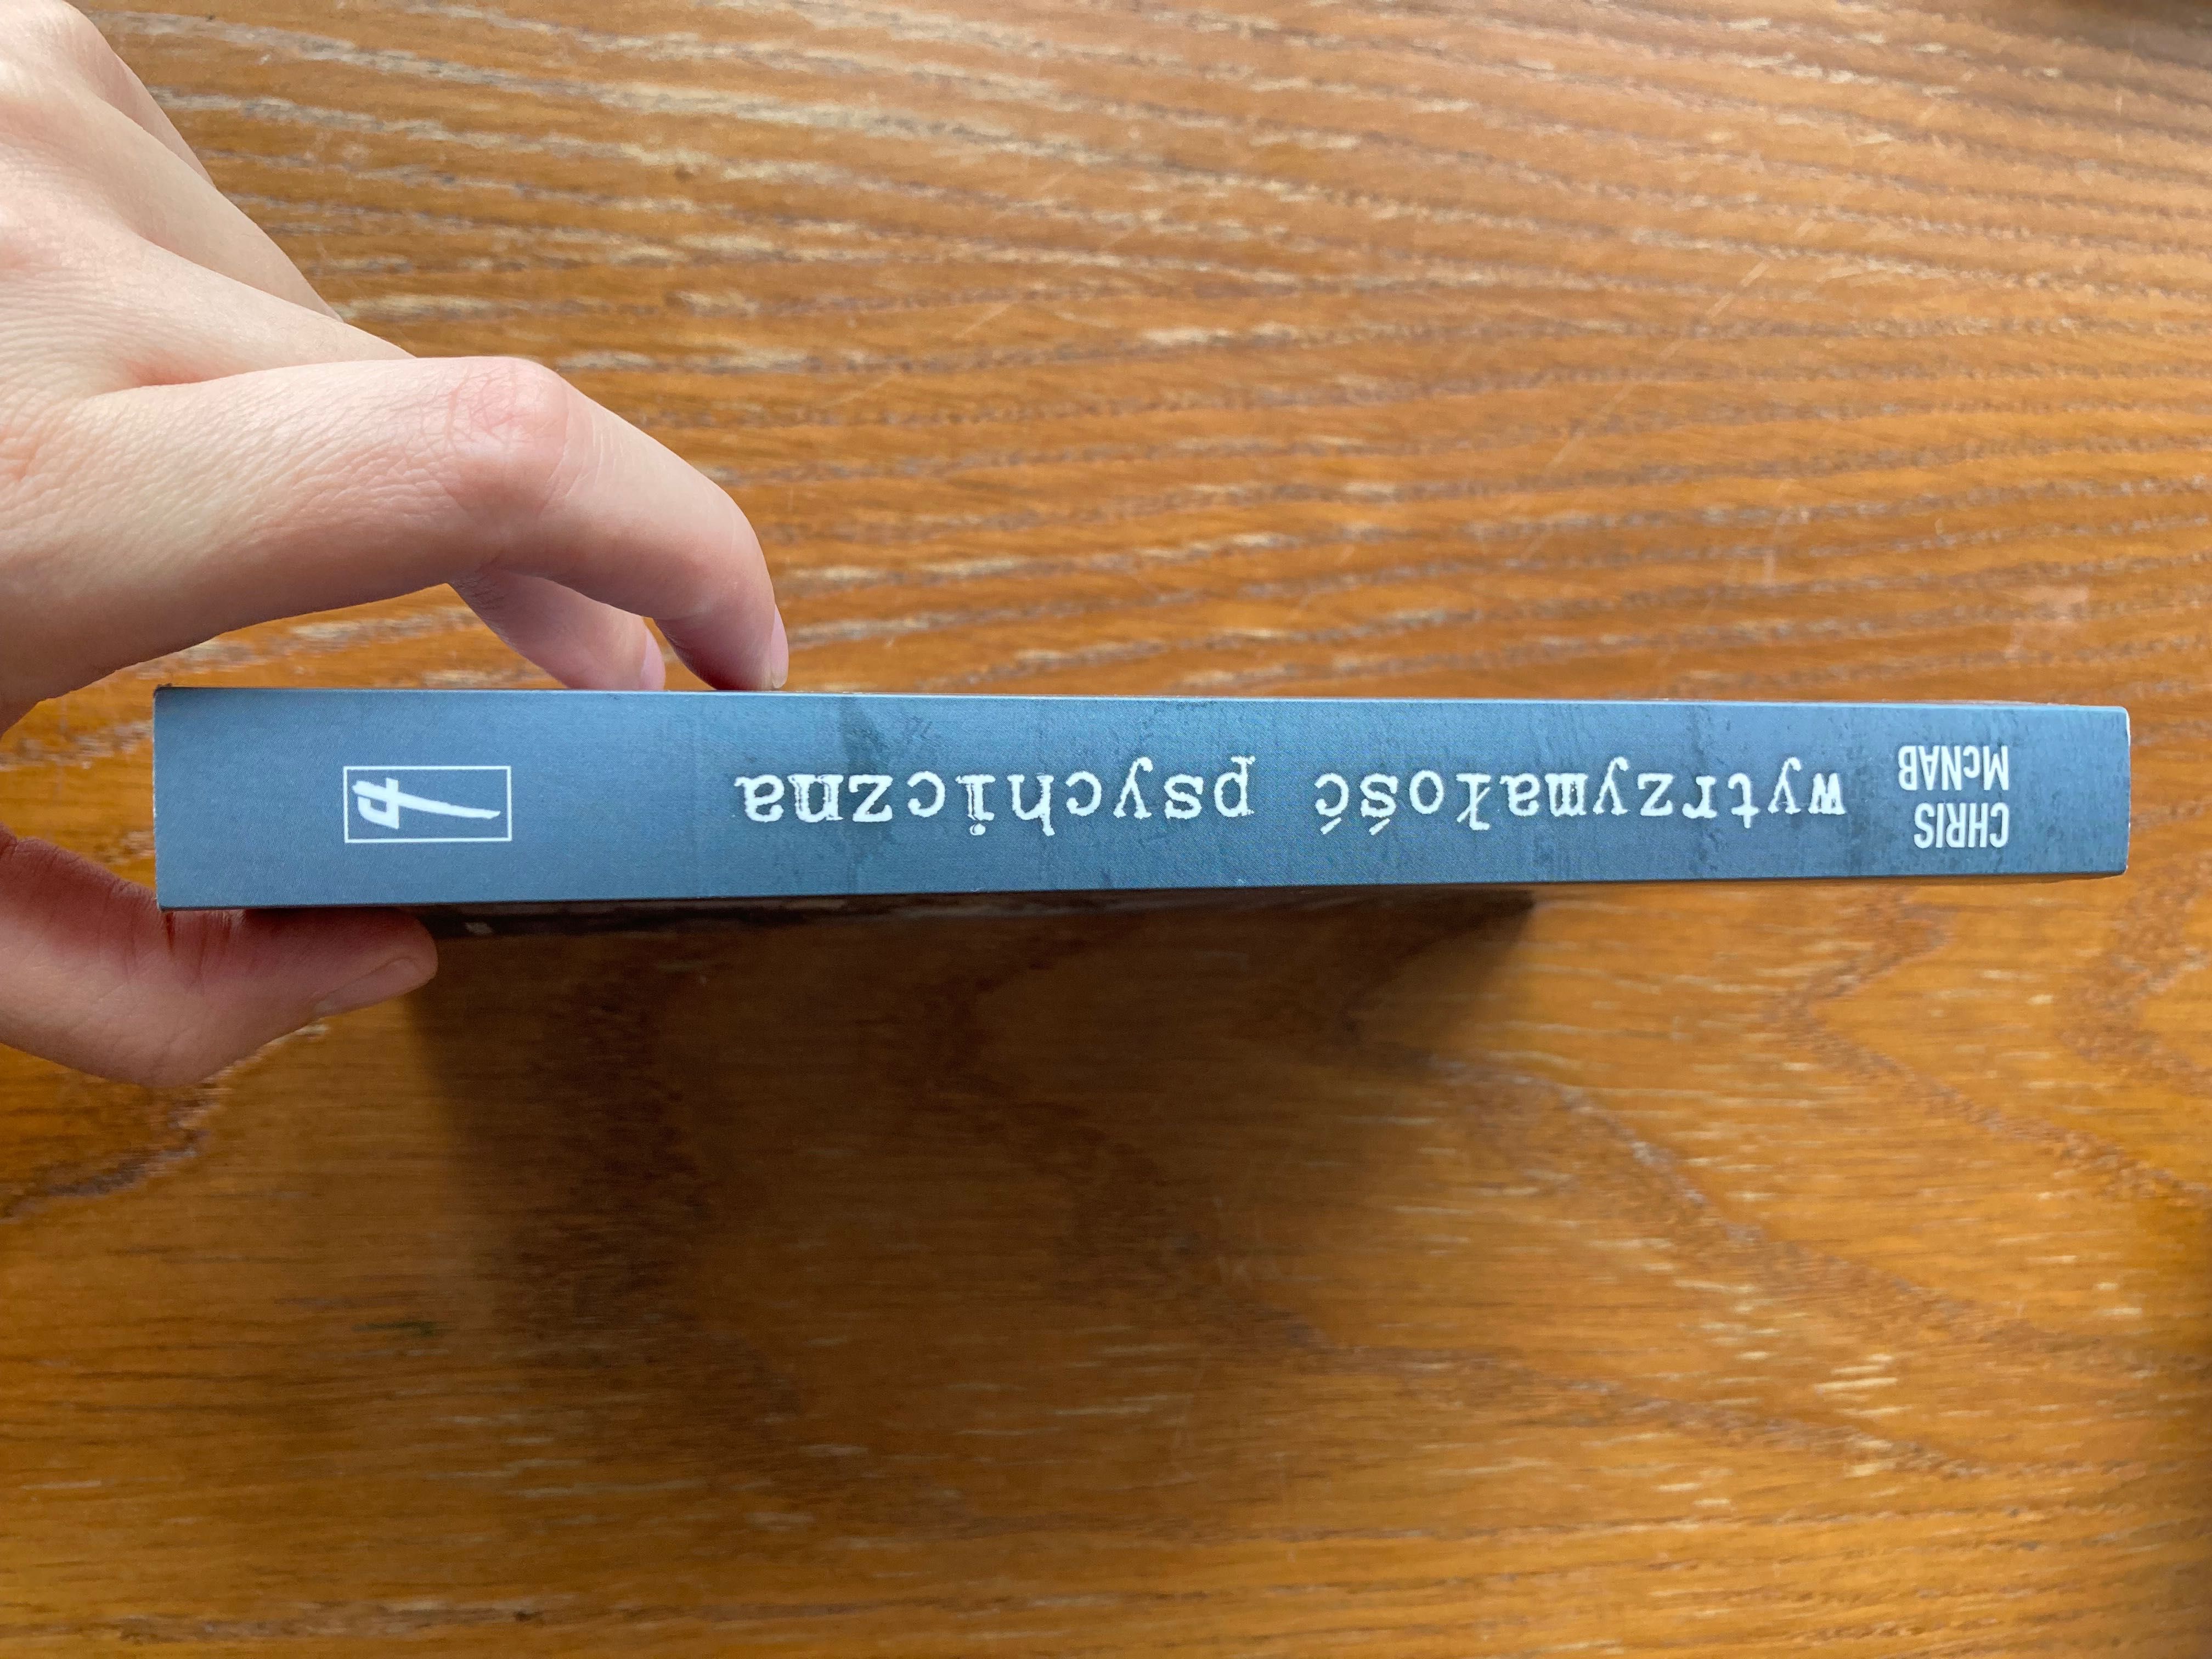 CHRIS
McNAB
wytrzymałość psychiczna